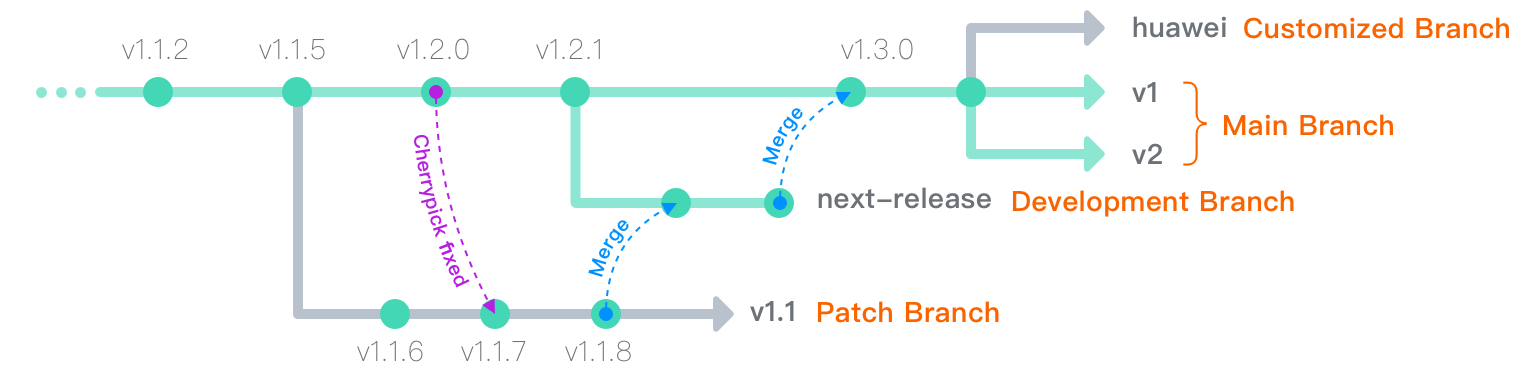 huawei Customized Branch
v1.1.2 v1.1.5 v1.2.0 v1.2.1 v1.3.0
v1
Main Branch
v2
Cherrypick fixed
Merge
Merge
next-release Development Branch
v1.1 Patch Branch
v1.1.6 v1.1.7 v1.1.8